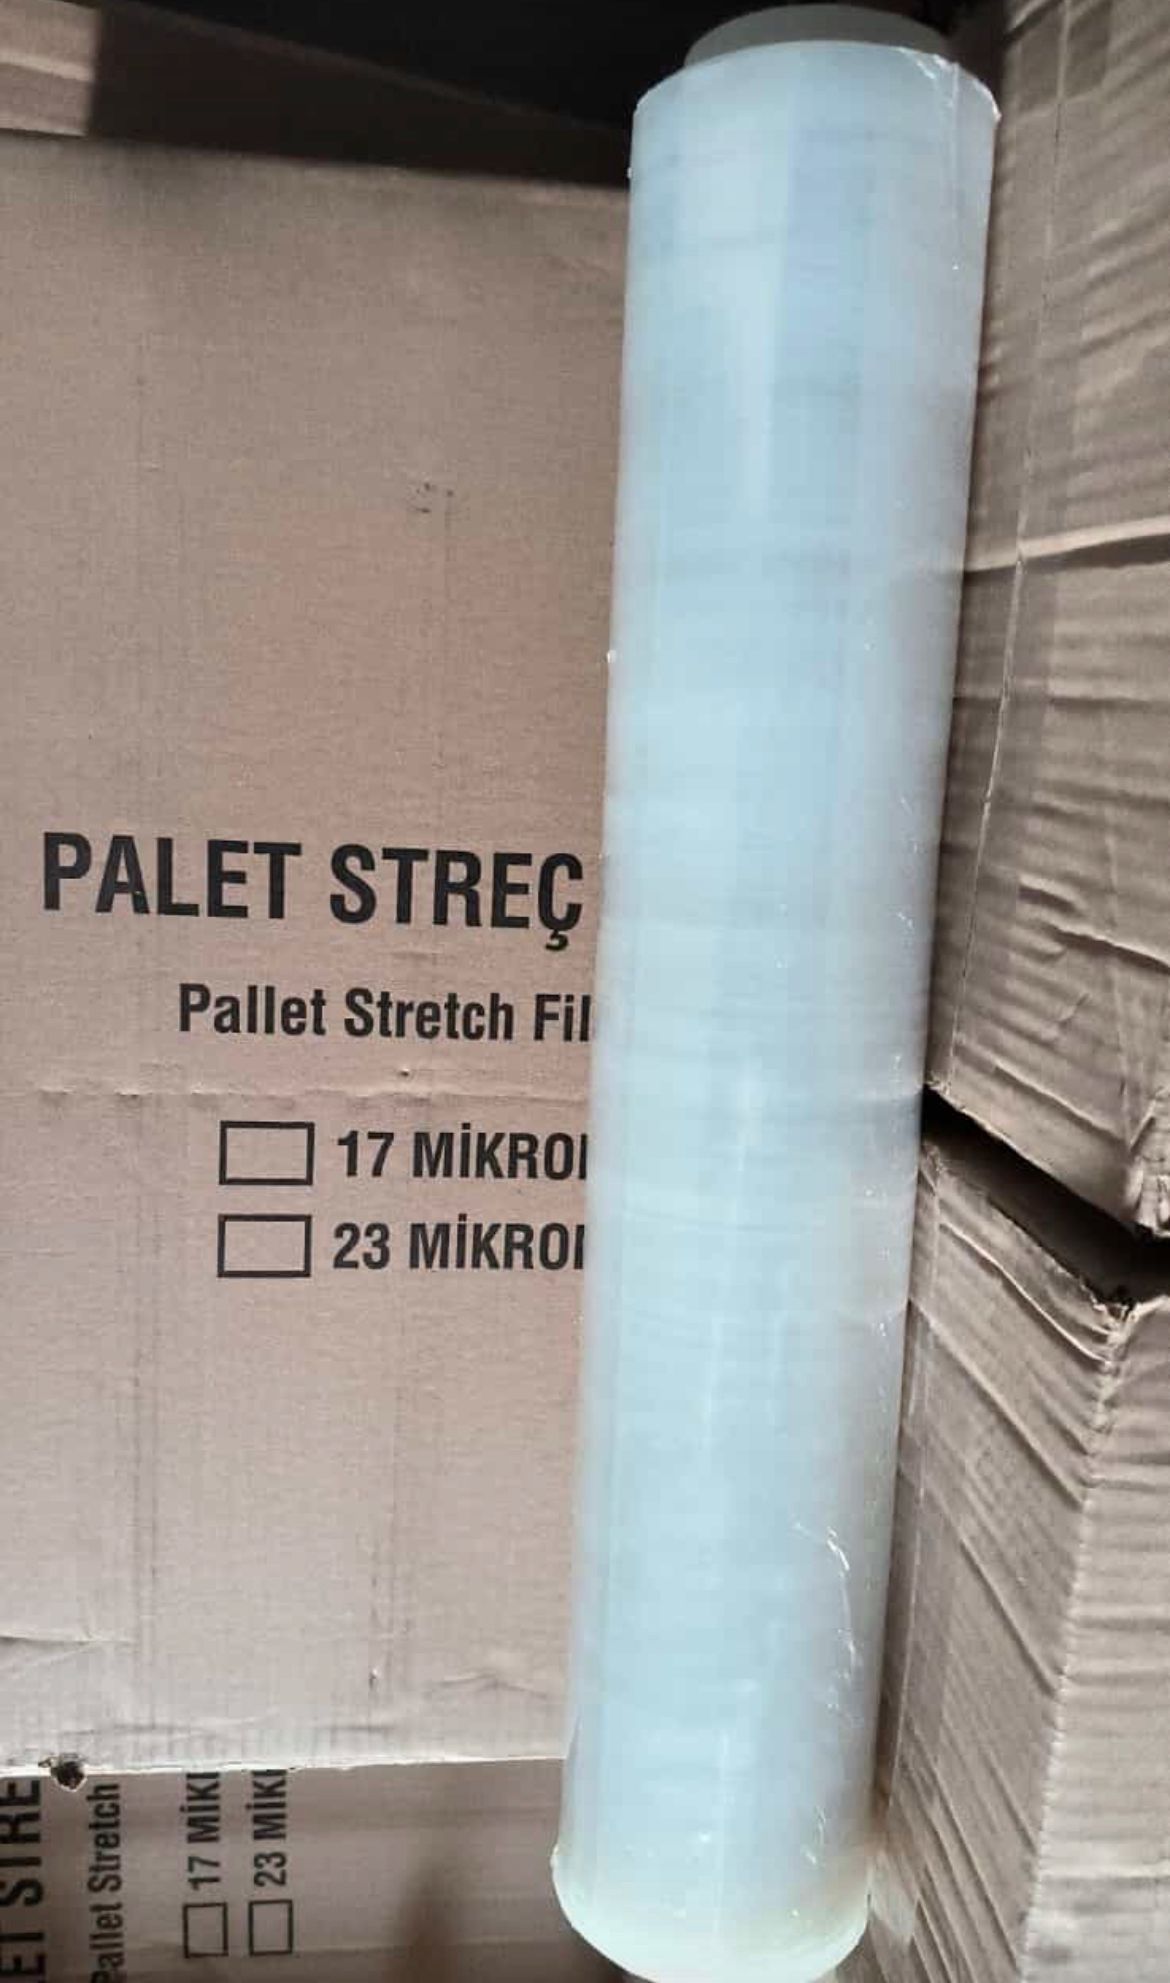 PALET STREÇ
Pallet Stretch Fil
17 MİKRO
23 MİKRO
Pallet Stretch
17 MİK
23 MİK